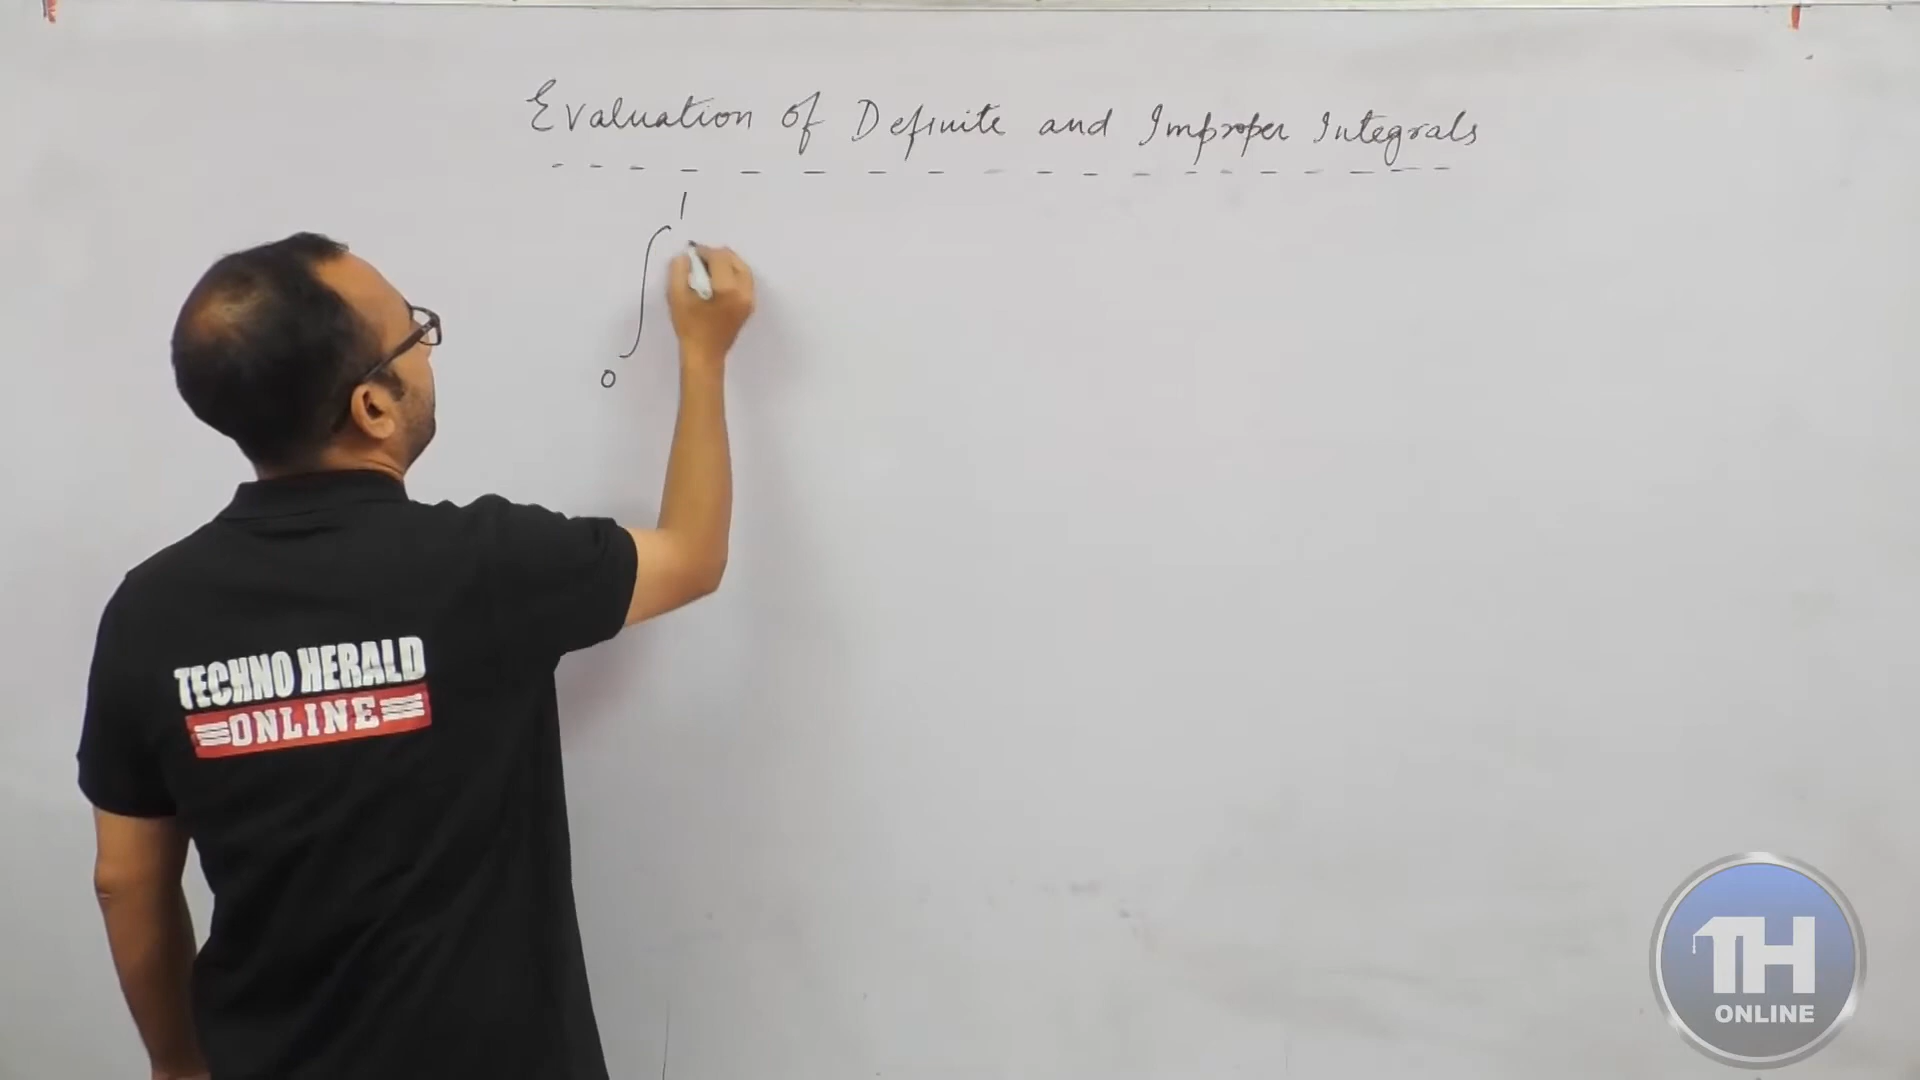 Evaluation of Definite and Improper Integrals
1
∫
0
TECHNO HERALD
ONLINE
TH
ONLINE